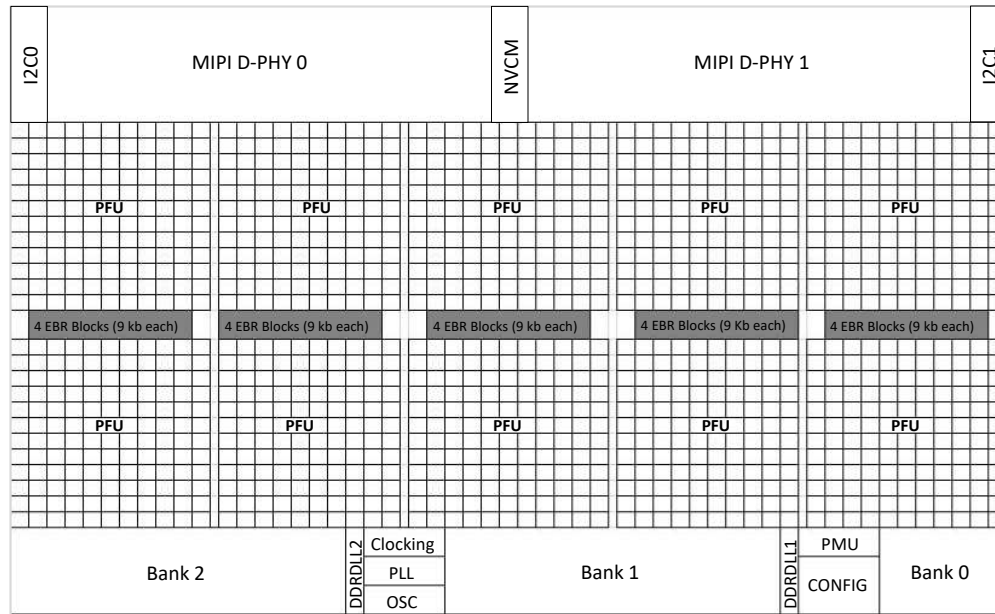 I2C0
MIPI D-PHY 0
NVCM
MIPI D-PHY 1
I2C1
PFU
PFU
PFU
PFU
PFU
4 EBR Blocks (9 kb each)
4 EBR Blocks (9 kb each)
4 EBR Blocks (9 kb each)
4 EBR Blocks (9 Kb each)
4 EBR Blocks (9 kb each)
PFU
PFU
PFU
PFU
PFU
Bank 2
DDRDLL2
Clocking
PLL
OSC
Bank 1
DDRDLL1
PMU
CONFIG
Bank 0